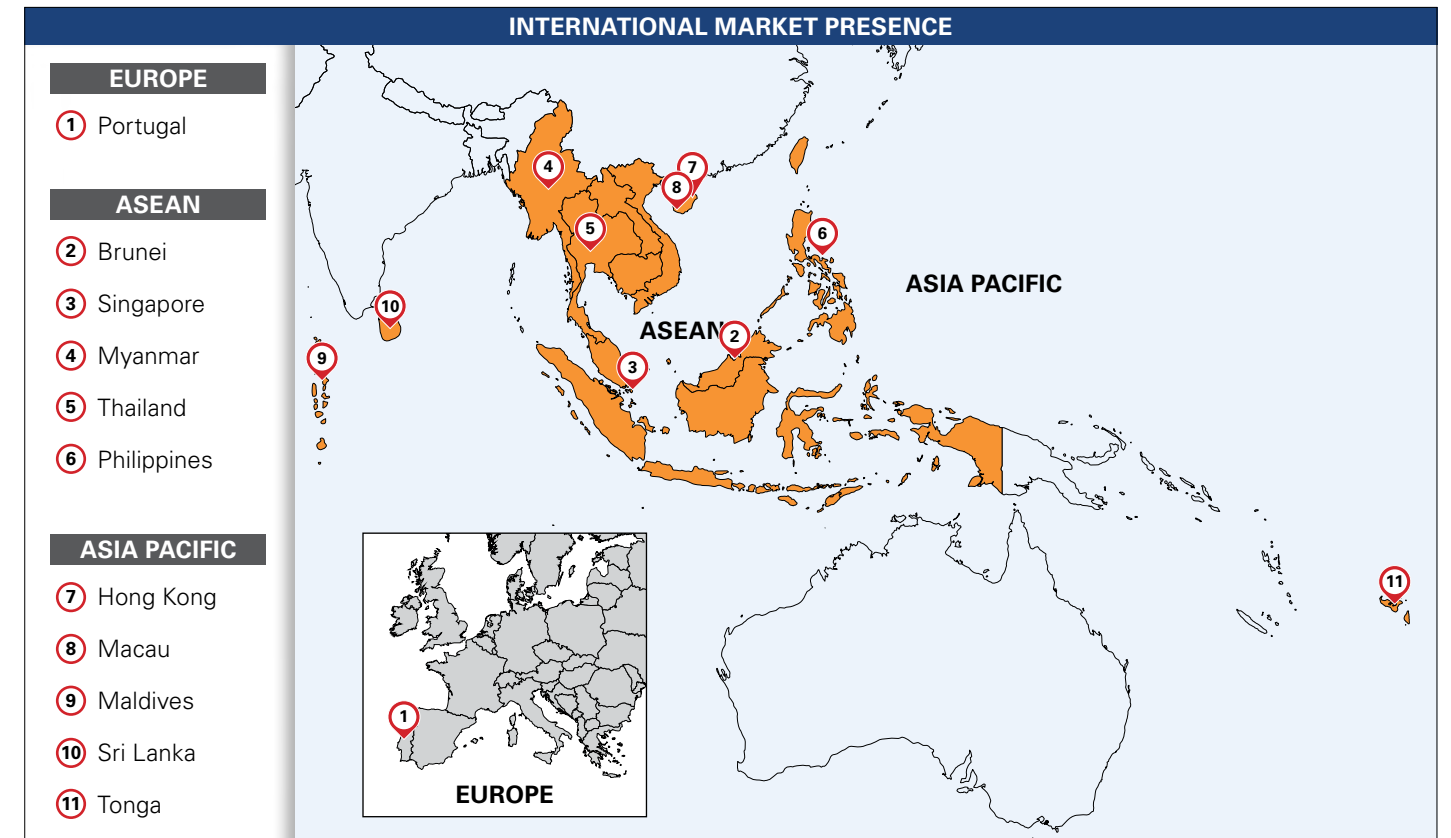 INTERNATIONAL MARKET PRESENCE
EUROPE
1 Portugal
ASEAN
2 Brunei
3 Singapore
4 Myanmar
5 Thailand
6 Philippines
ASIA PACIFIC
7 Hong Kong
8 Macau
9 Maldives
10 Sri Lanka
11 Tonga
4
7
8
5
6
ASIA PACIFIC
10
ASEAN
2
9
3
11
1
EUROPE